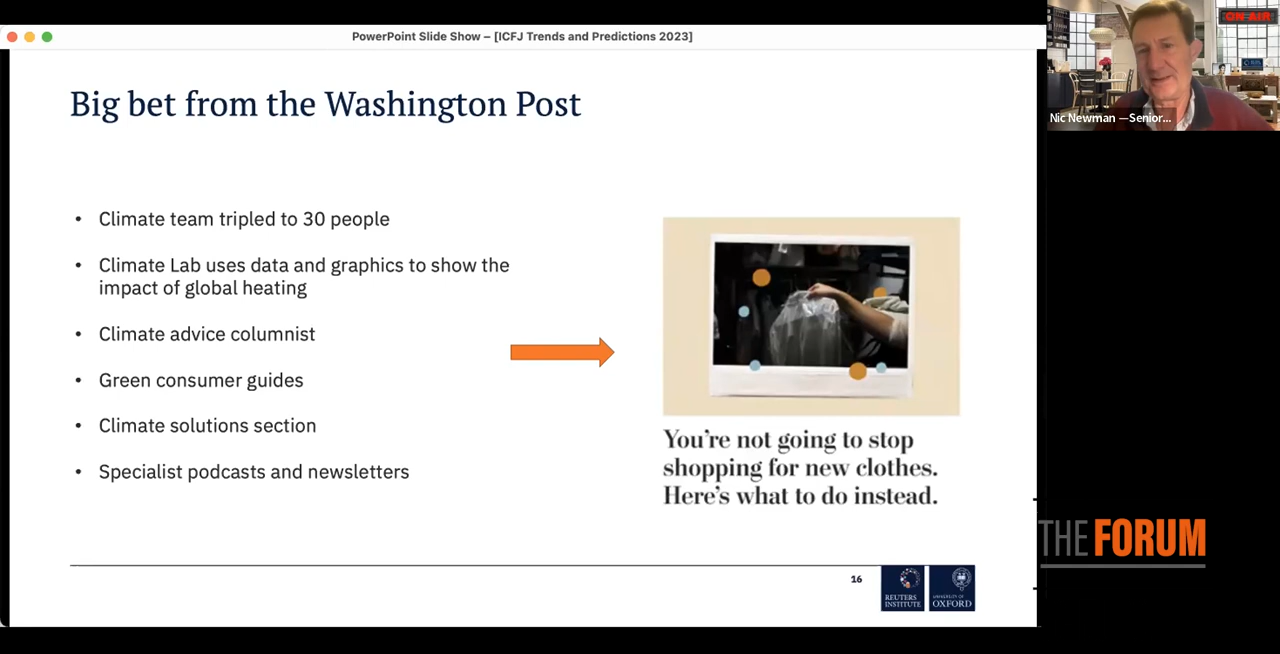 PowerPoint Slide Show – [ICFJ Trends and Predictions 2023]
ON AIR
Nic Newman —Senior...
Big bet from the Washington Post
• Climate team tripled to 30 people
• Climate Lab uses data and graphics to show the
impact of global heating
• Climate advice columnist
• Green consumer guides
• Climate solutions section
• Specialist podcasts and newsletters
You're not going to stop
shopping for new clothes.
Here's what to do instead.
THE FORUM
16
REUTERS
INSTITUTE
UNIVERSITY OF
OXFORD